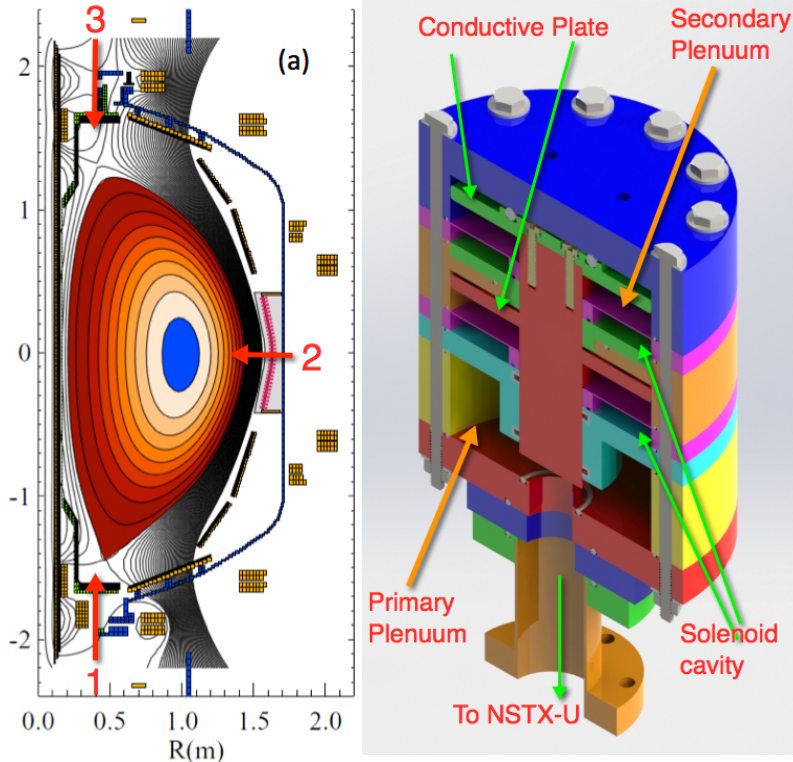 3
(a)
2
1
0
2
-1
-2
1
0.0 0.5 1.0 1.5 2.0
R(m)
Conductive Plate
Secondary
Plenuum
Primary
Plenuum
Solenoid
cavity
To NSTX-U